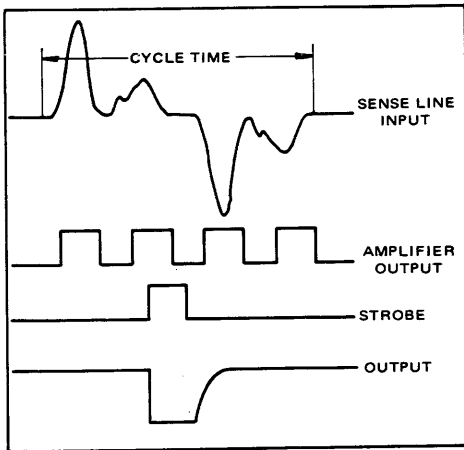 CYCLE TIME
SENSE LINE
INPUT
AMPLIFIER
OUTPUT
STROBE
OUTPUT